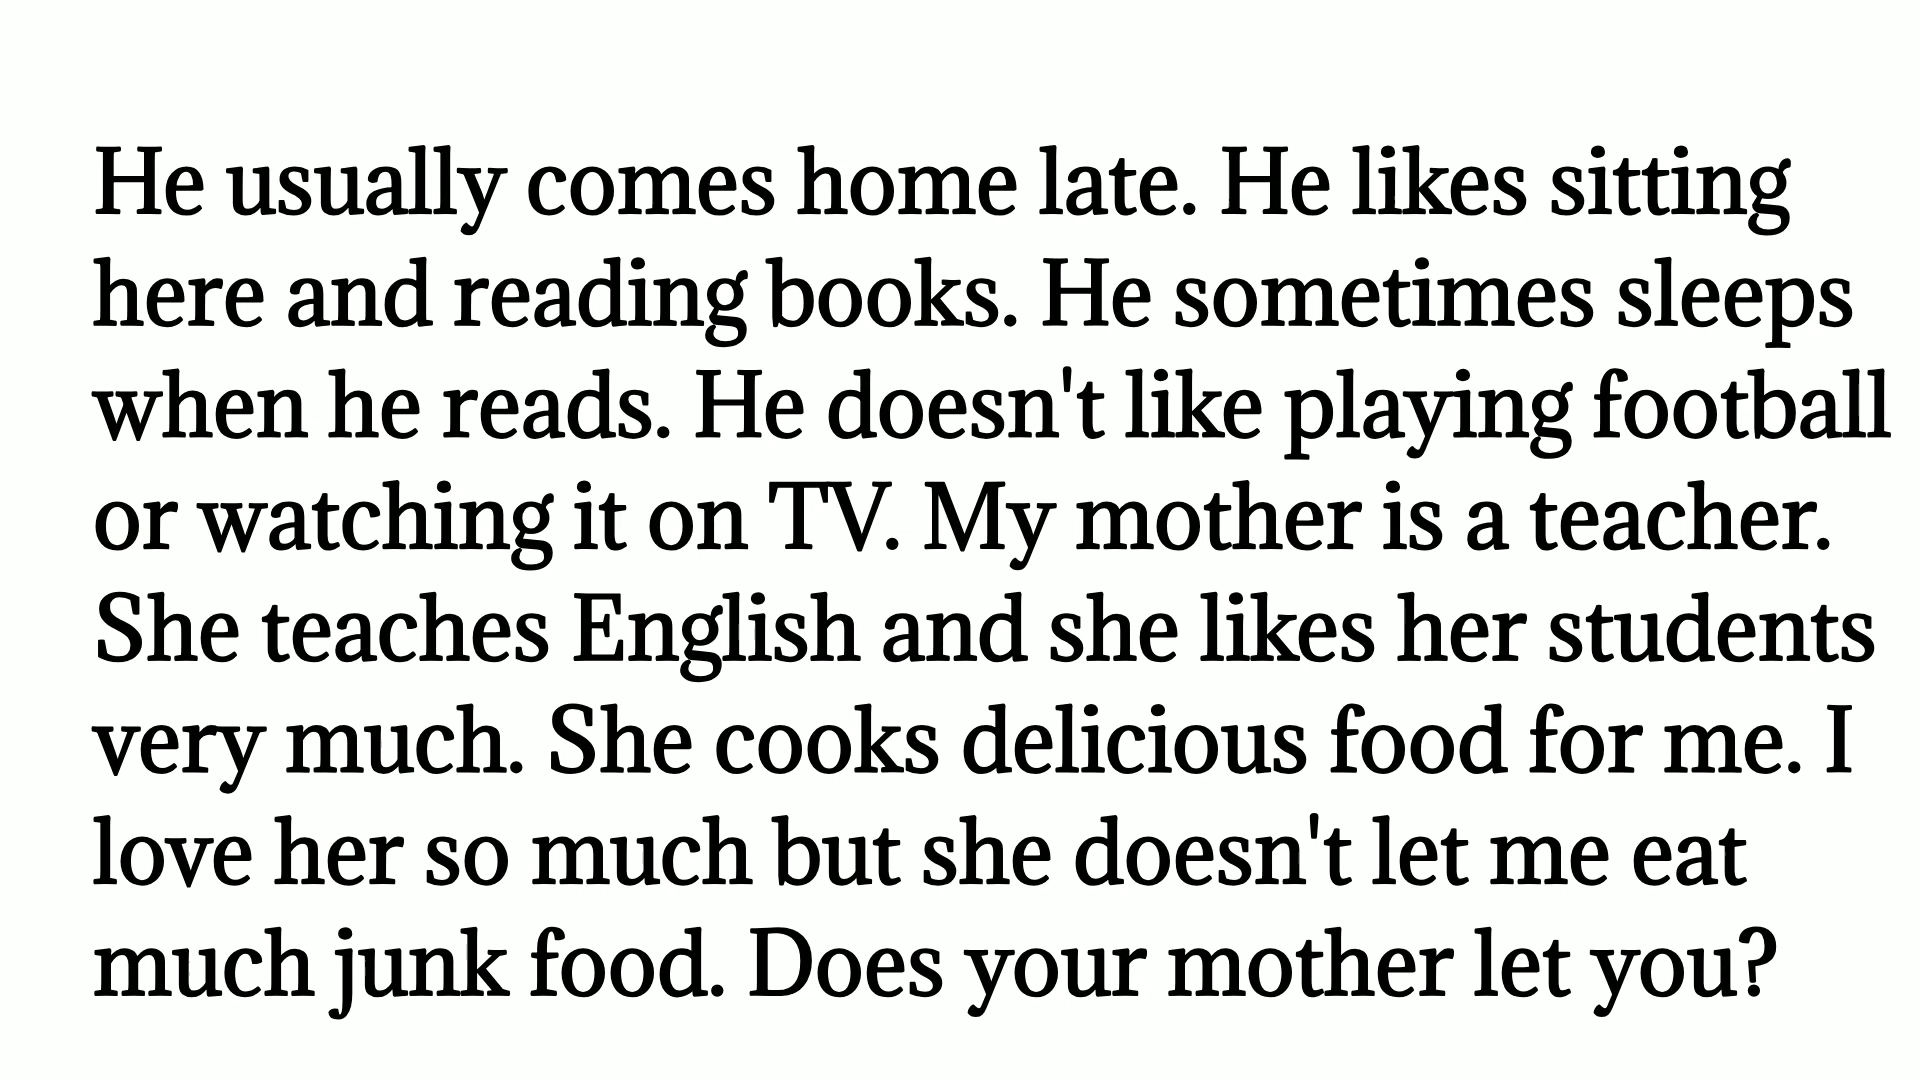 He usually comes home late. He likes sitting
here and reading books. He sometimes sleeps
when he reads. He doesn't like playing football
or watching it on TV. My mother is a teacher.
She teaches English and she likes her students
very much. She cooks delicious food for me. I
love her so much but she doesn't let me eat
much junk food. Does your mother let you?